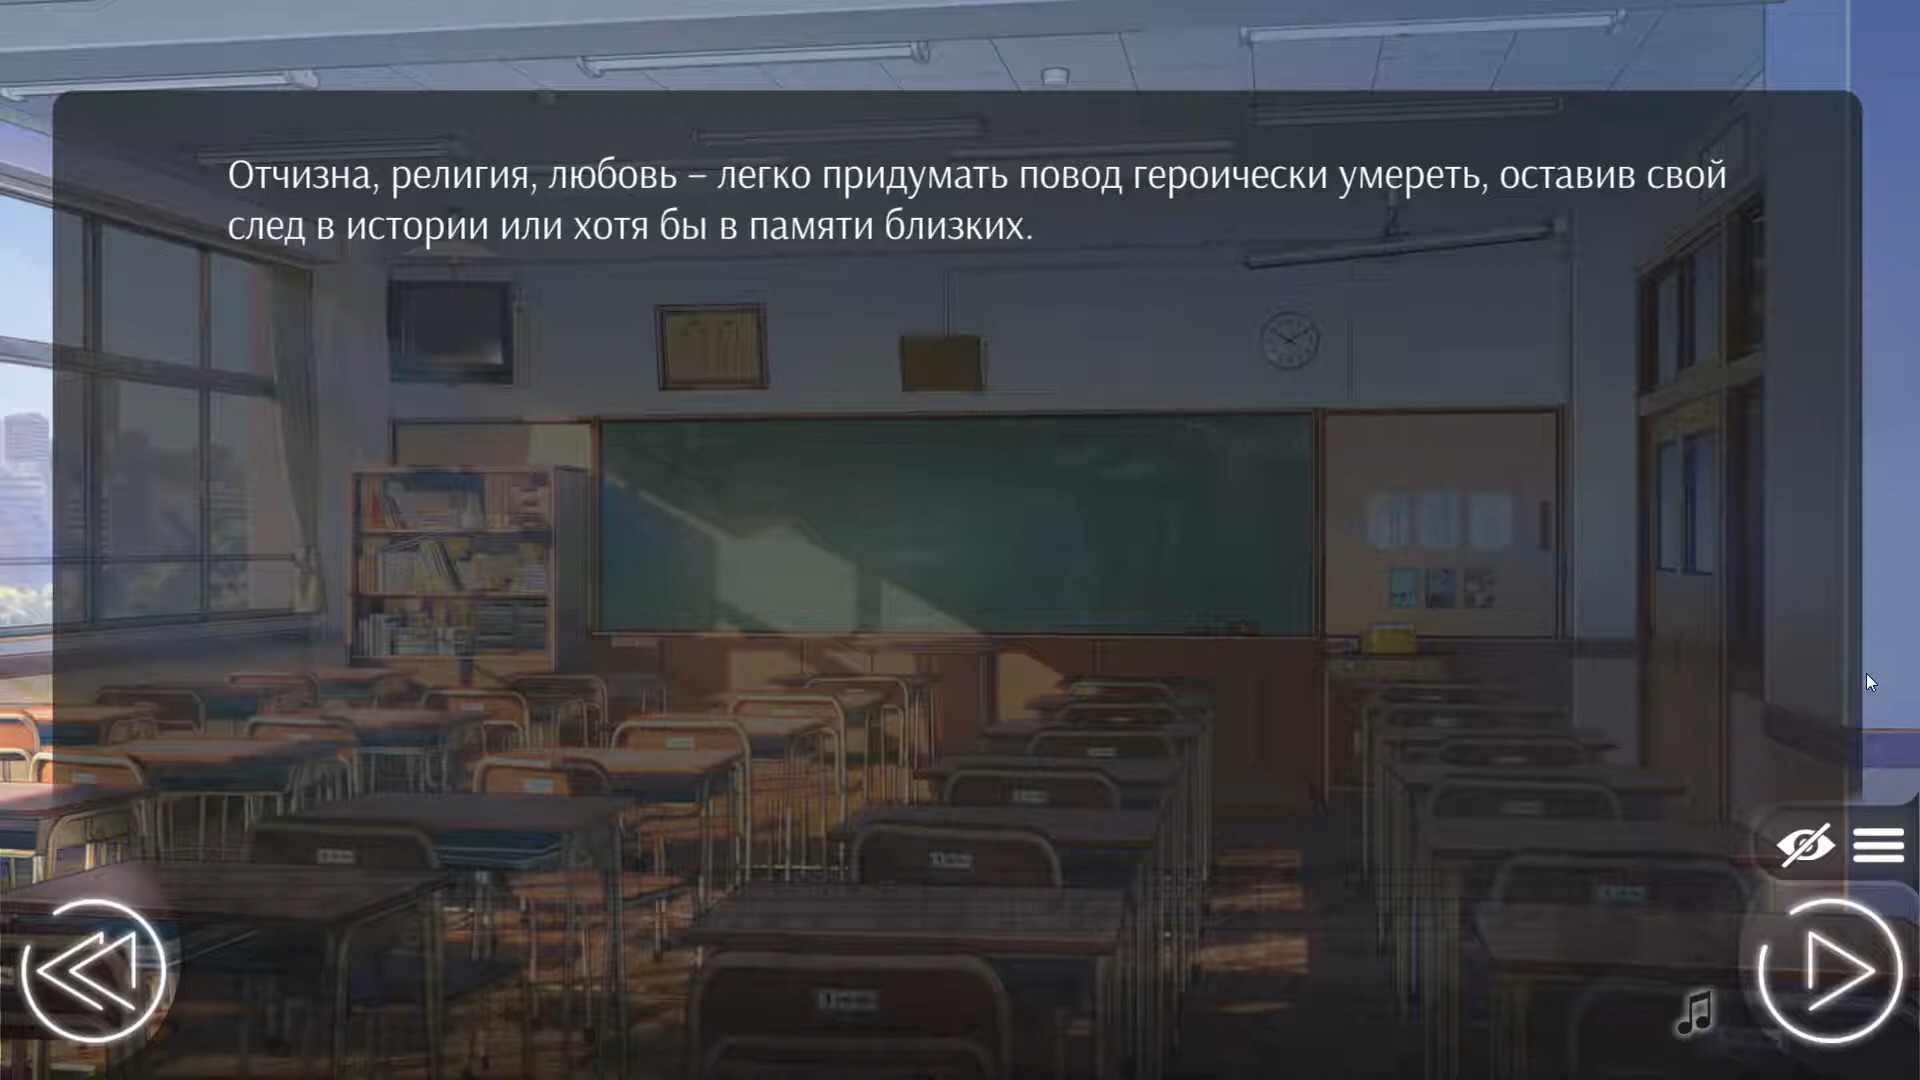 Отчизна, религия, любовь – легко придумать повод героически умереть, оставив свой
след в истории или хотя бы в памяти близких.